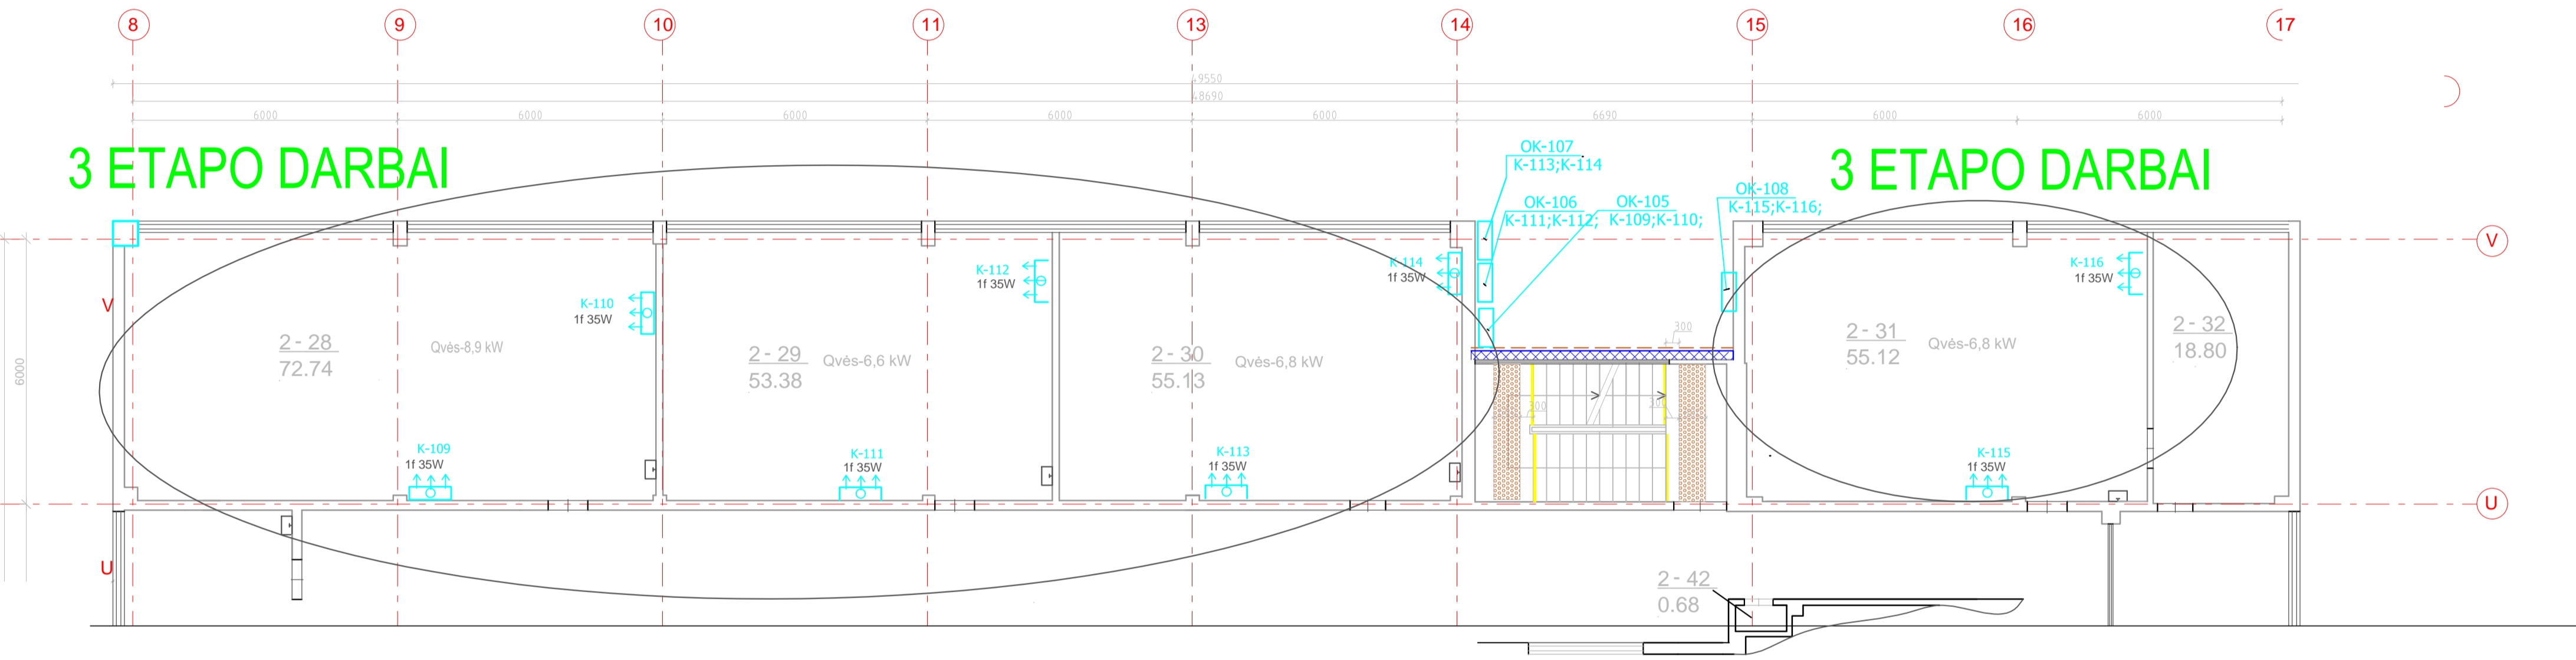 8 9 10 11 13 14 15 16 17
49550
48690
6000 6000 6000 6000 6000 6690 6000 6000
3 ETAPO DARBAI
3 ETAPO DARBAI
OK-107
K-113;K-114
OK-106
K-111;K-112;
OK-105
K-109;K-110;
OK-108
K-115;K-116;
V
V
6000
K-110
1f 35W
K-112
1f 35W
K-114
1f 35W
K-116
1f 35W
2 - 28
72.74
Qvės-8,9 kW
2 - 29
53.38
Qvės-6,6 kW
2 - 30
55.13
Qvės-6,8 kW
300
300
300
2 - 31
55.12
Qvės-6,8 kW
2 - 32
18.80
K-109
1f 35W
K-111
1f 35W
K-113
1f 35W
K-115
1f 35W
U
U
2 - 42
0.68